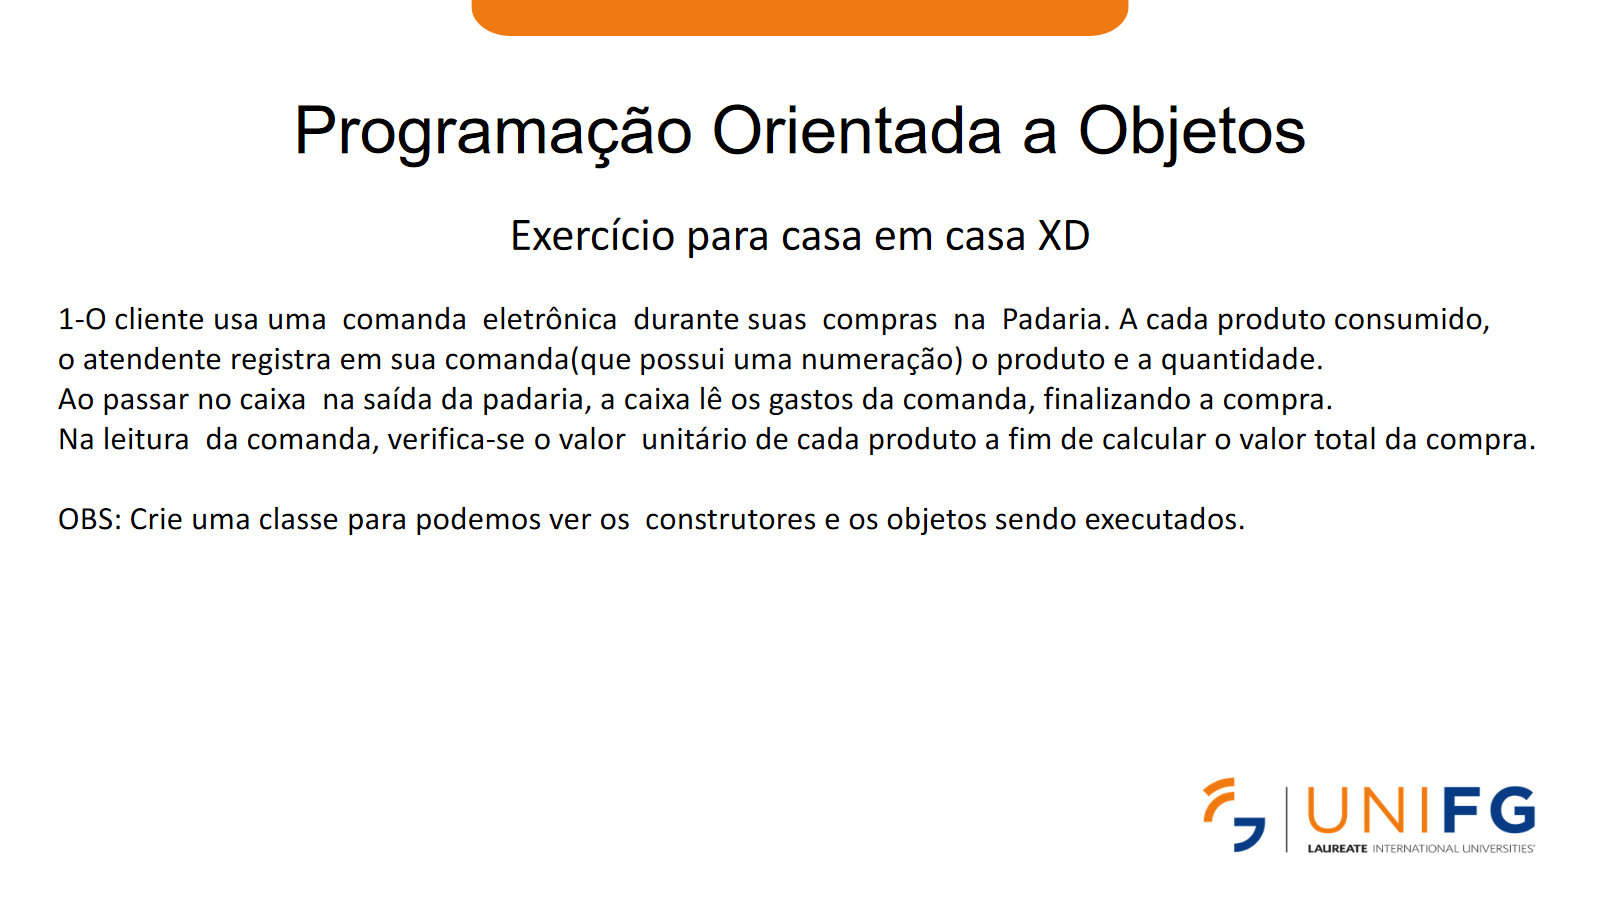 Programação Orientada a Objetos
Exercício para casa em casa XD
1-O cliente usa uma comanda eletrônica durante suas compras na Padaria. A cada produto consumido,
o atendente registra em sua comanda(que possui uma numeração) o produto e a quantidade.
Ao passar no caixa na saída da padaria, a caixa lê os gastos da comanda, finalizando a compra.
Na leitura da comanda, verifica-se o valor unitário de cada produto a fim de calcular o valor total da compra.
OBS: Crie uma classe para podemos ver os construtores e os objetos sendo executados.
UNIFG
LAUREATE INTERNATIONAL UNIVERSITIES